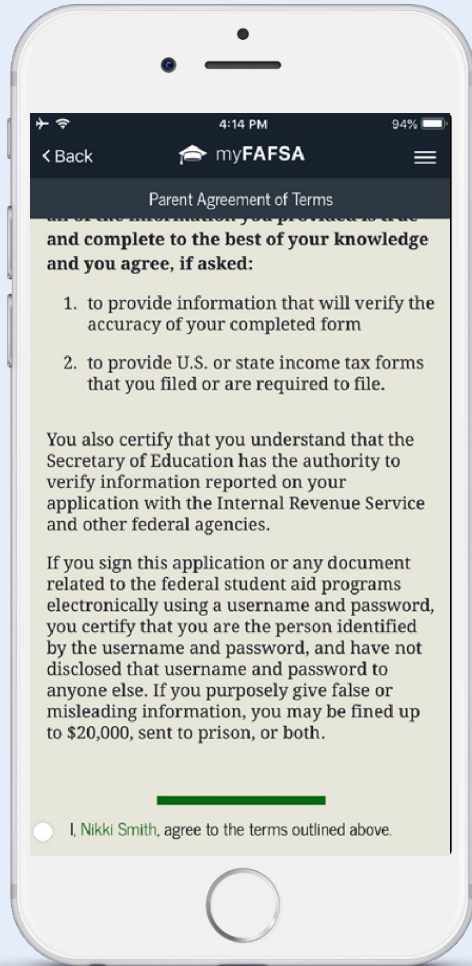 4:14 PM
94%
< Back
myFAFSA
Parent Agreement of Terms
all of the information you provided is true
and complete to the best of your knowledge
and you agree, if asked:
1. to provide information that will verify the
accuracy of your completed form
2. to provide U.S. or state income tax forms
that you filed or are required to file.
You also certify that you understand that the
Secretary of Education has the authority to
verify information reported on your
application with the Internal Revenue Service
and other federal agencies.
If you sign this application or any document
related to the federal student aid programs
electronically using a username and password,
you certify that you are the person identified
by the username and password, and have not
disclosed that username and password to
anyone else. If you purposely give false or
misleading information, you may be fined up
to $20,000, sent to prison, or both.
I, Nikki Smith, agree to the terms outlined above.